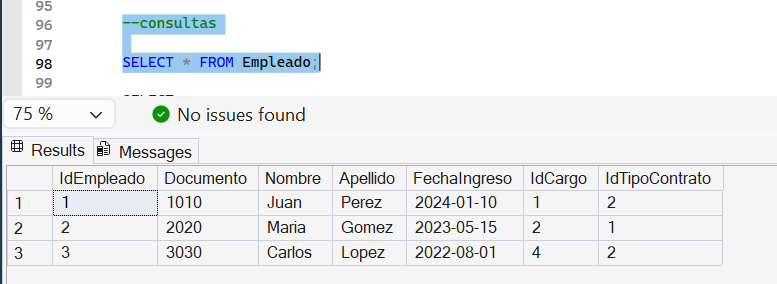 95
96 --consultas
97
98 SELECT * FROM Empleado;
99
75 % No issues found
Results Messages
IdEmpleado Documento Nombre Apellido FechaIngreso IdCargo IdTipoContrato
1 1 1010 Juan Perez 2024-01-10 1 2
2 2 2020 Maria Gomez 2023-05-15 2 1
3 3 3030 Carlos Lopez 2022-08-01 4 2